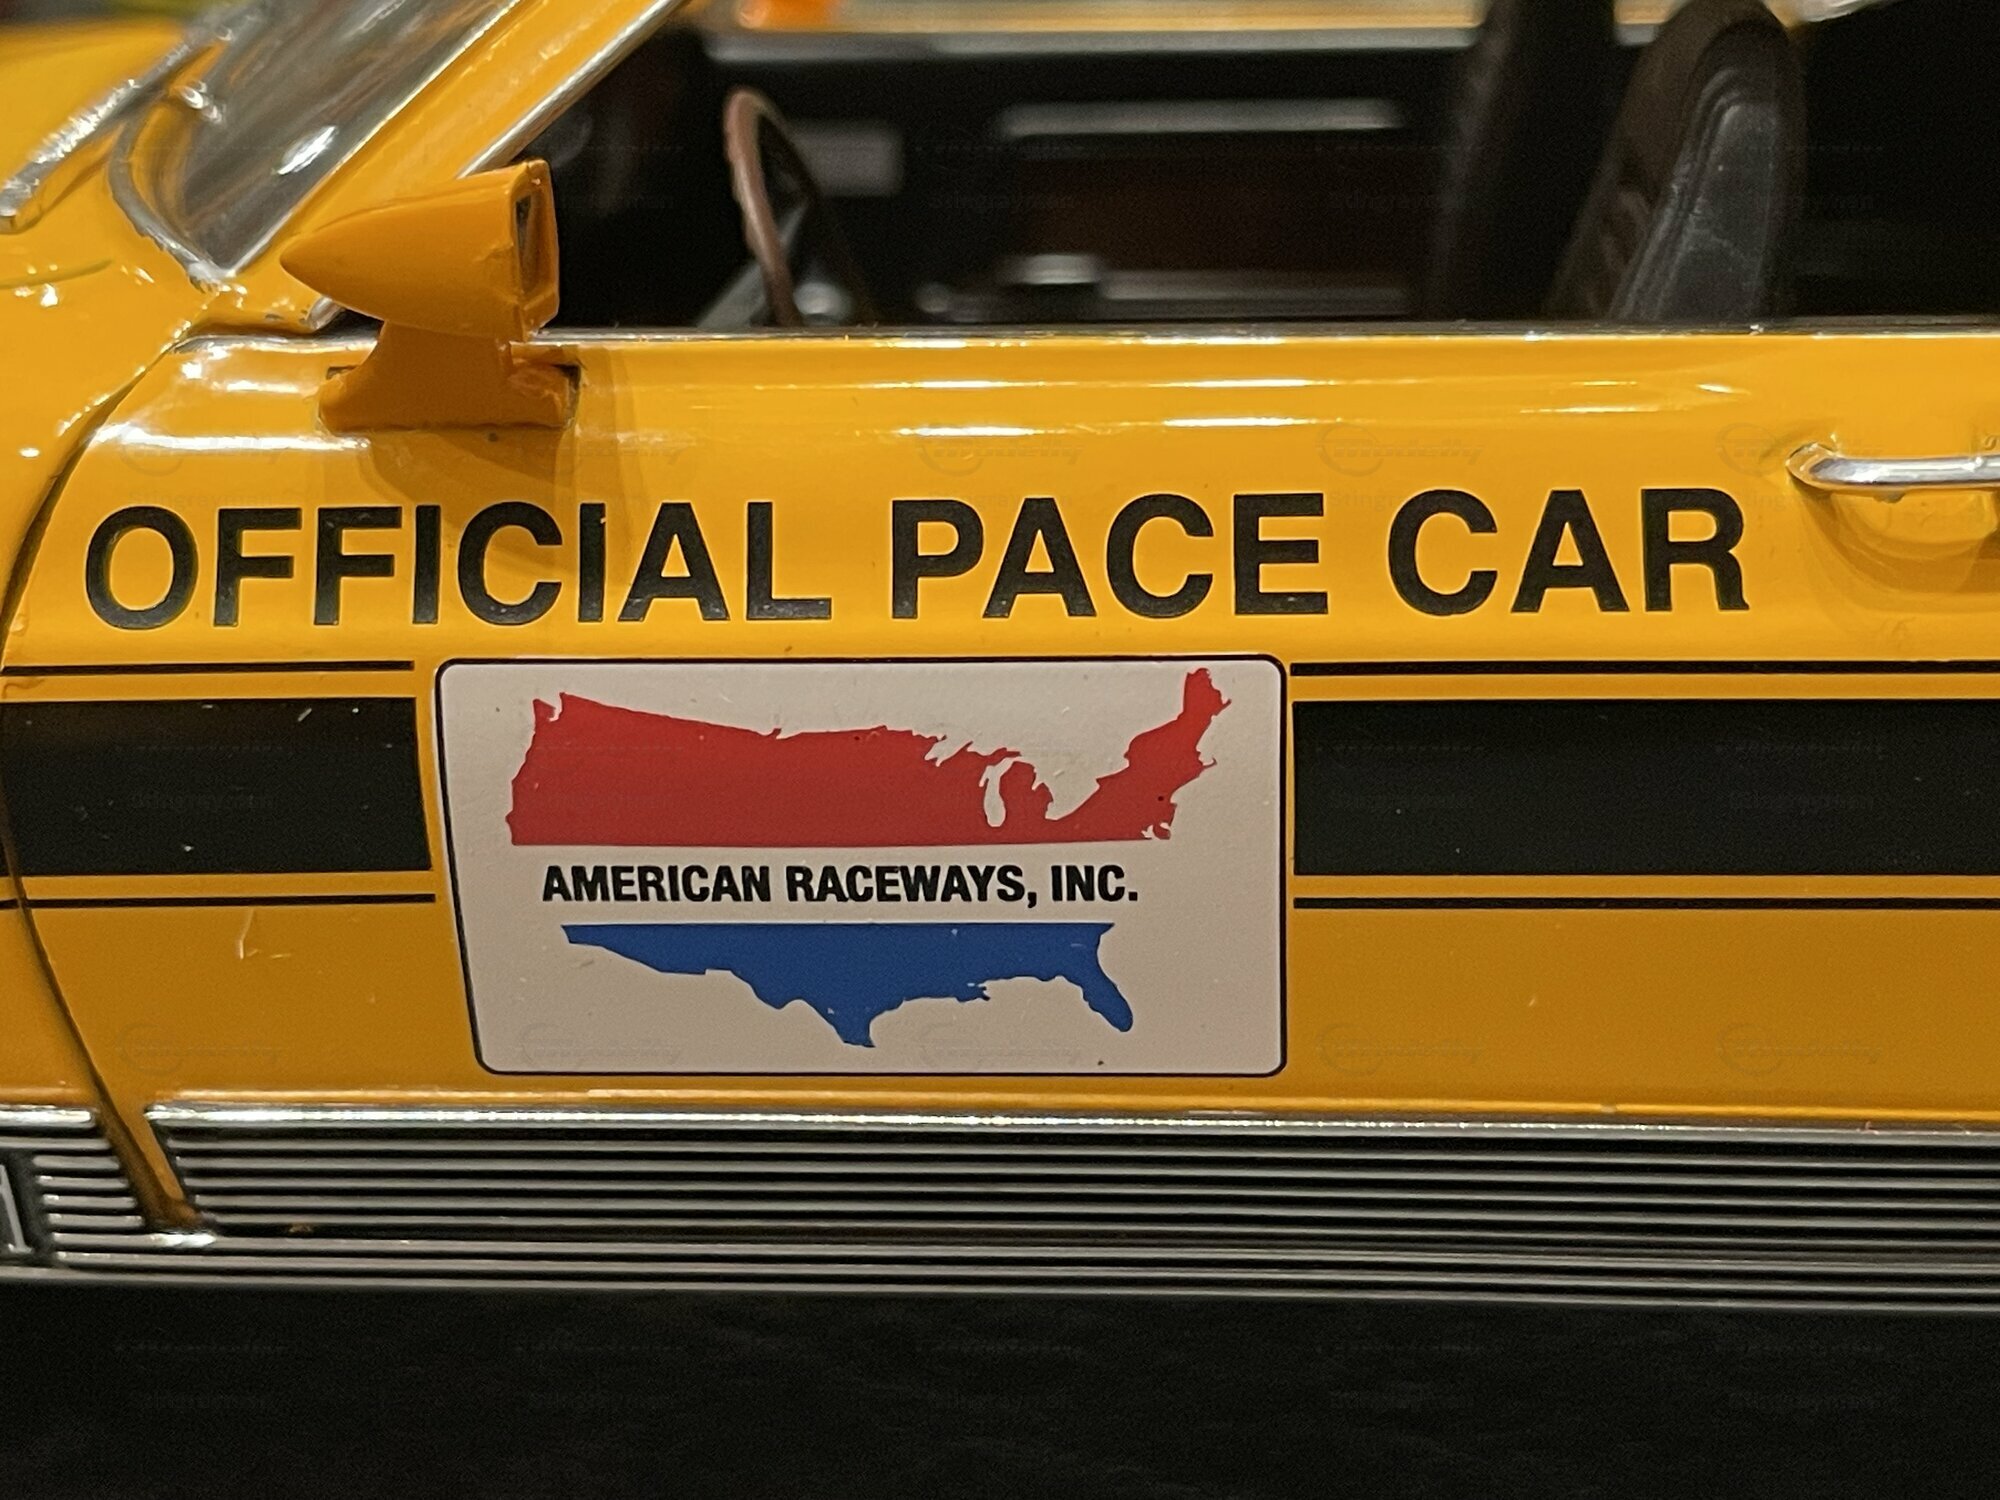 OFFICIAL PACE CAR
AMERICAN RACEWAYS, INC.